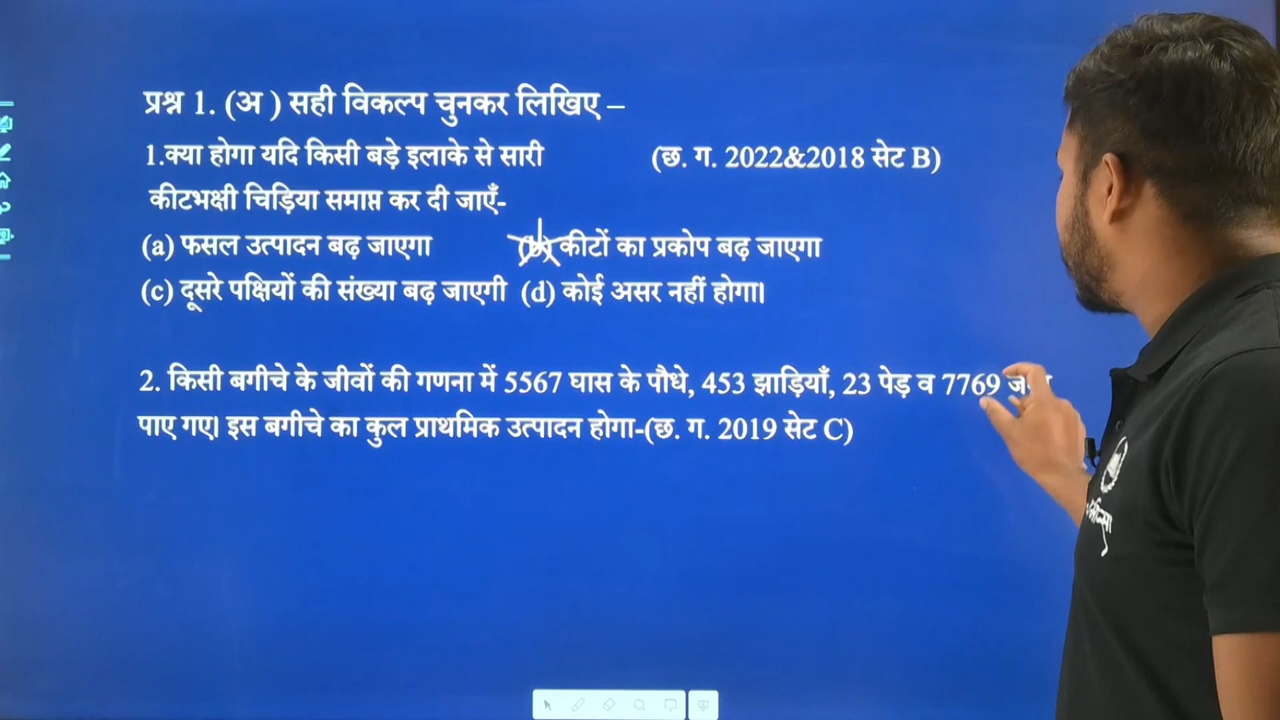 प्रश्न 1. (अ ) सही विकल्प चुनकर लिखिए –
1.क्या होगा यदि किसी बड़े इलाके से सारी (छ. ग. 2022&2018 सेट B)
कीटभक्षी चिड़िया समाप्त कर दी जाएँ-
(a) फसल उत्पादन बढ़ जाएगा (b) कीटों का प्रकोप बढ़ जाएगा
(c) दूसरे पक्षियों की संख्या बढ़ जाएगी (d) कोई असर नहीं होगा।
2. किसी बगीचे के जीवों की गणना में 5567 घास के पौधे, 453 झाड़ियाँ, 23 पेड़ व 7769
पाए गए। इस बगीचे का कुल प्राथमिक उत्पादन होगा-(छ. ग. 2019 सेट C)